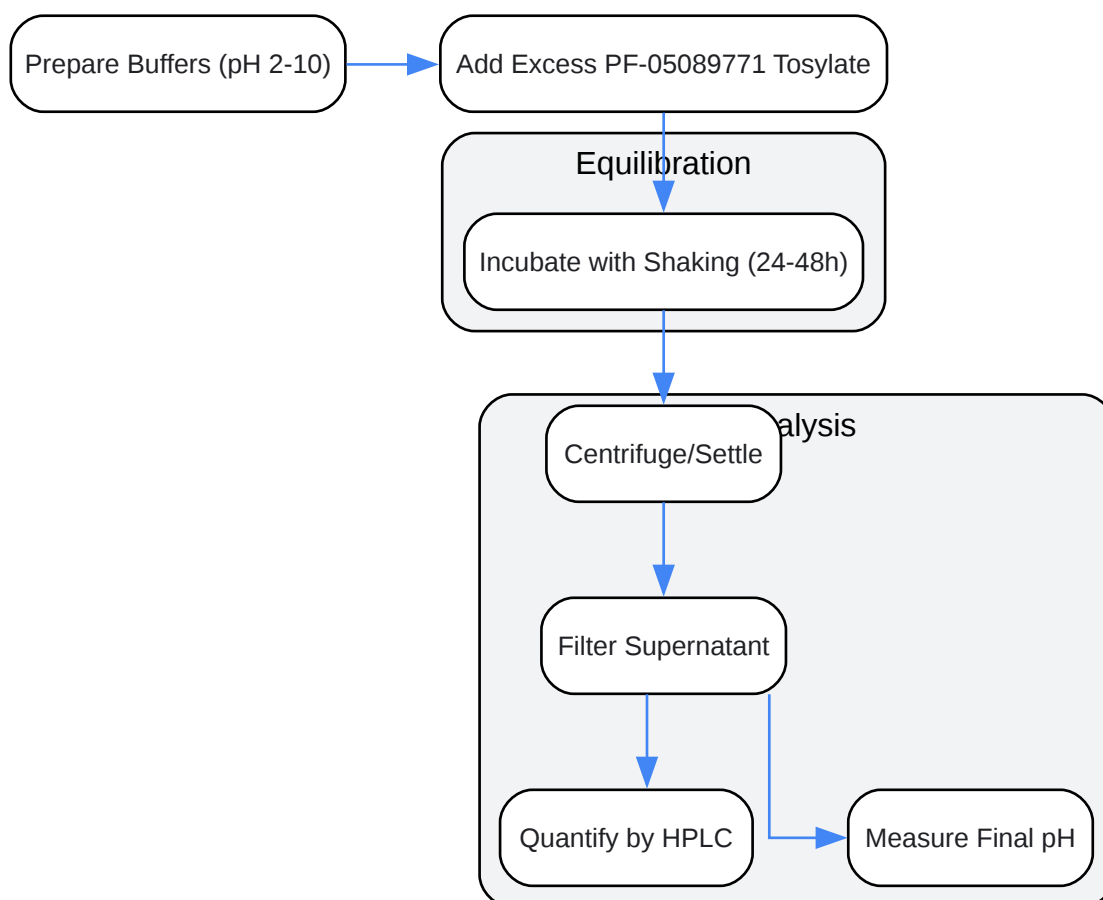 Prepare Buffers (pH 2-10)
Add Excess PF-05089771 Tosylate
Equilibration
Incubate with Shaking (24-48h)
alysis
Centrifuge/Settle
Filter Supernatant
Quantify by HPLC
Measure Final pH